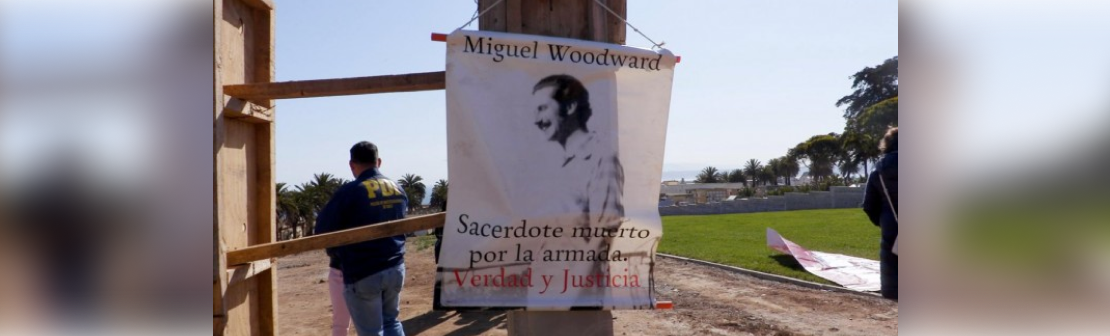 Miguel Woodward
PDI
Sacerdote muerto
por la armada.
Verdad y Justicia